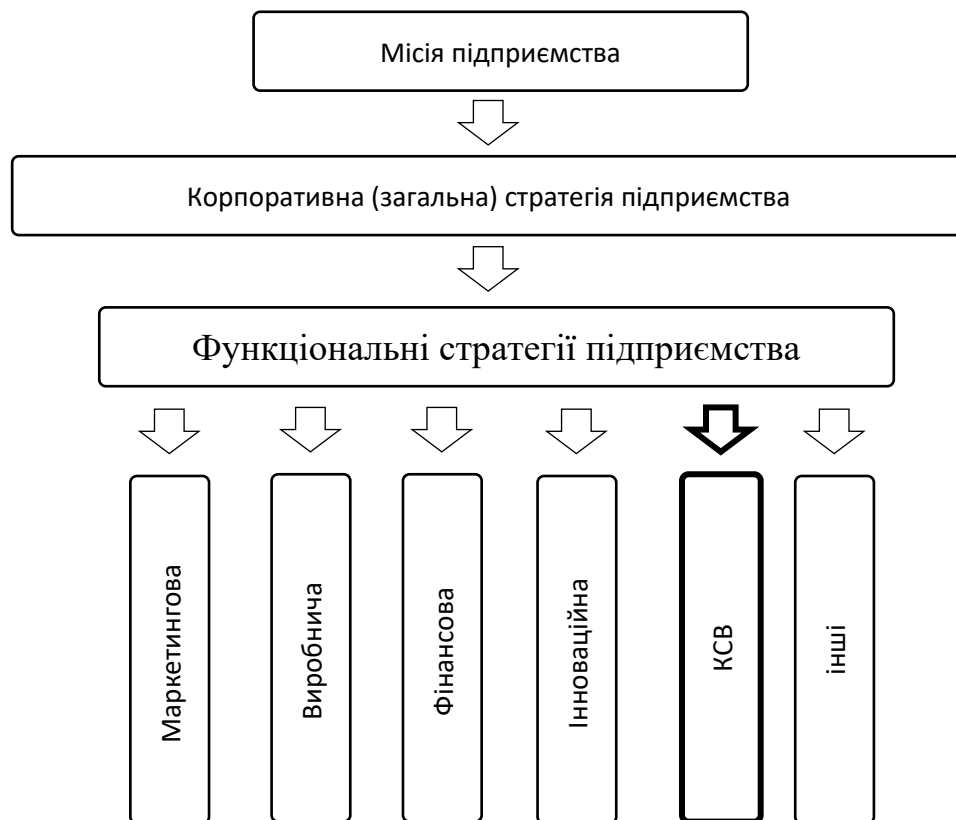 Місія підприємства
Корпоративна (загальна) стратегія підприємства
Функціональні стратегії підприємства
Маркетингова
Виробнича
Фінансова
Інноваційна
КСВ
інші